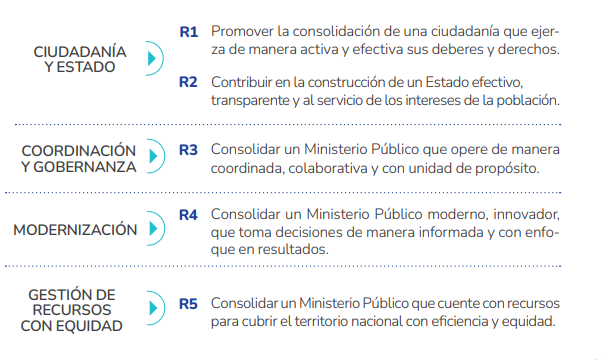 CIUDADANÍA
Y ESTADO
R1 Promover la consolidación de una ciudadanía que ejer-
za de manera activa y efectiva sus deberes y derechos.
R2 Contribuir en la construcción de un Estado efectivo,
transparente y al servicio de los intereses de la población.
COORDINACIÓN
Y GOBERNANZA
R3 Consolidar un Ministerio Público que opere de manera
coordinada, colaborativa y con unidad de propósito.
MODERNIZACIÓN
R4 Consolidar un Ministerio Público moderno, innovador,
que toma decisiones de manera informada y con enfo-
que en resultados.
GESTIÓN DE
RECURSOS
CON EQUIDAD
R5 Consolidar un Ministerio Público que cuente con recursos
para cubrir el territorio nacional con eficiencia y equidad.